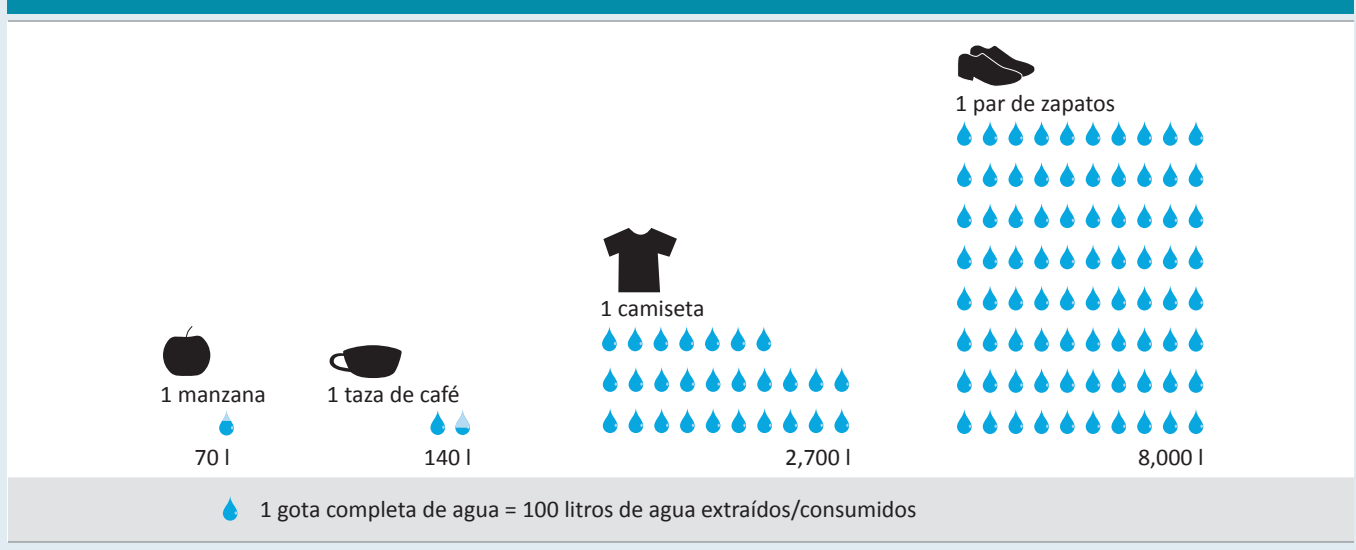 1 manzana
70 l
1 taza de café
140 l
1 camiseta
2,700 l
1 par de zapatos
8,000 l
1 gota completa de agua = 100 litros de agua extraídos/consumidos